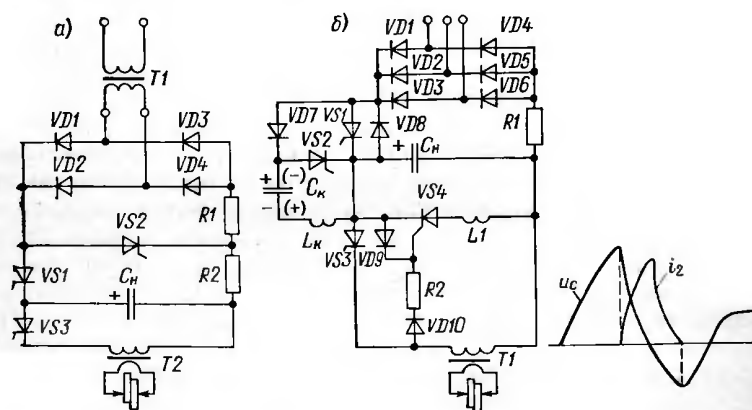 а)
T1
VD1
VD3
VD2
VD4
VS2
R1
R2
VS1
Cн
+
VS3
T2
б)
VD1
VD4
VD2
VD5
VD3
VD6
VD7
VS1
VD8
R1
VS2
+
Cн
+
(-)
Cк
-
(+)
Lк
VS4
L1
VS3
VD9
R2
VD10
T1
uc
i2